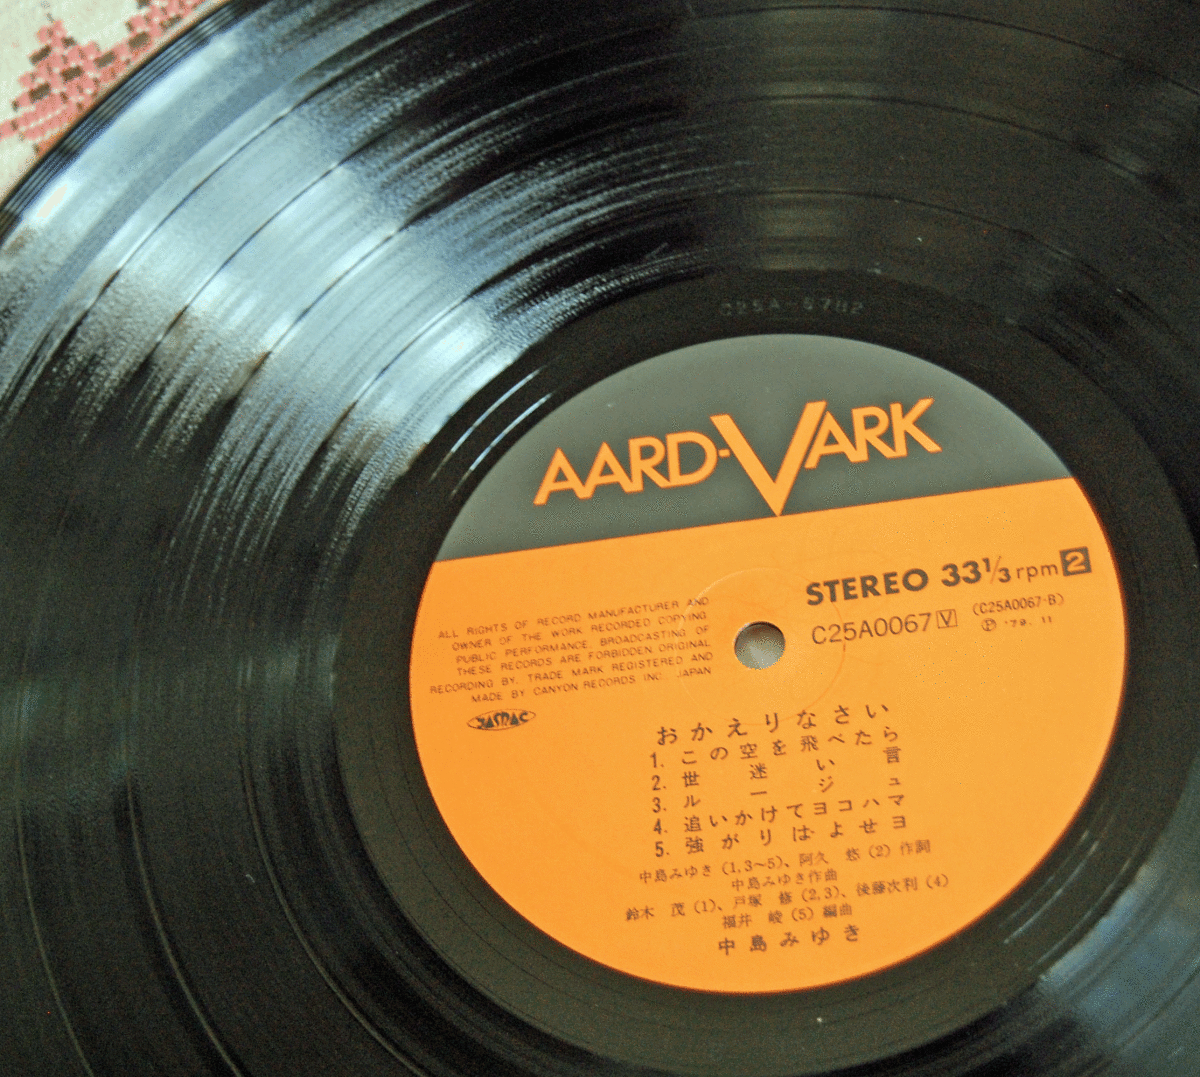 C25A-6702
AARD-VARK
STEREO 33 1/3 rpm 2
C25A0067 V (C25A0067-B)
Ⓟ '79. 11
ALL RIGHTS OF RECORD MANUFACTURER AND
OWNER OF THE WORK RECORDED COPYING
PUBLIC PERFORMANCE, BROADCASTING OF
THESE RECORDS ARE FORBIDDEN ORIGINAL
RECORDING BY, TRADE MARK REGISTERED AND
MADE BY CANYON RECORDS INC. JAPAN
JASRAC
おかえりなさい
1. この空を飛べたら
2. 世迷い言
3. ルージュ
4. 追いかけてヨコハマ
5. 強がりはよせヨ
中島みゆき (1,3〜5)、阿久 悠 (2) 作詞
中島みゆき作曲
鈴木 茂 (1)、戸塚 修 (2,3)、後藤次利 (4)
福井 峻 (5) 編曲
中島みゆき